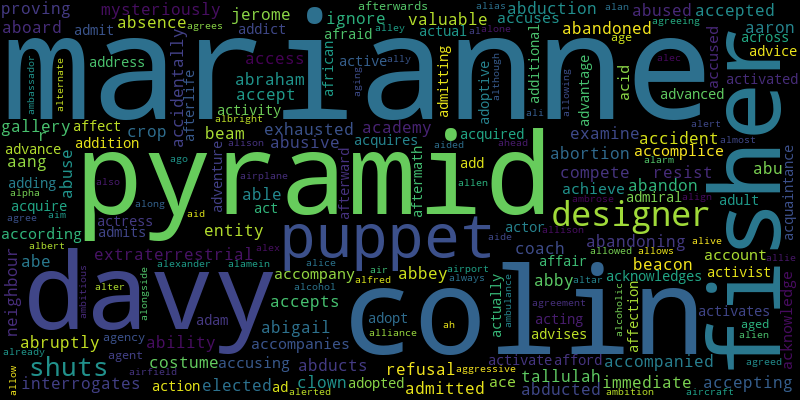 proving mysteriously absence jerome ignore afterwards alias abduction alan abused accepted
aboard admit addict afraid alley actual valuable accuses agrees abandoned age aaron across
marianne
ambassador alternate address accidentally afterlife access abraham african active ally admitting adoptive although additional advantage acid allowing accused advice activated
accept activity albright aging ali advanced alec al alone
gallery affect crop beam exhausted academy acquired examine accident alert almost
advance addition ago alison abusive acquires aided ahead abortion accomplice alarm abu
aang abuse adventure afterward aftermath add allen compete resist
adding alpha also airplane able act achieve abandon align adult acquaintance
pyramid
fisher
acquire along aid actress actor designer admiral ambrose allison
agree aim according admits entity puppet aide coach abandoning alive allie
albert abe extraterrestrial alex alice affair allowed allows account
neighbour alexander alamein accompany air abbey airport always actually ambulance abby altar acknowledges beacon activist
davy
colin
ambitious alter alongside adam accepts alcohol alfred agreement alcoholic affection activates acknowledge
abruptly agency ability abigail adopt alliance ah advises acting aged alien
already agent costume accompanies refusal activate afford accompanied agreed
shuts airfield accusing abducts aggressive tallulah immediate accepting
allow interrogates action elected ad alerted clown adopted admitted ace abducted ambition aircraft